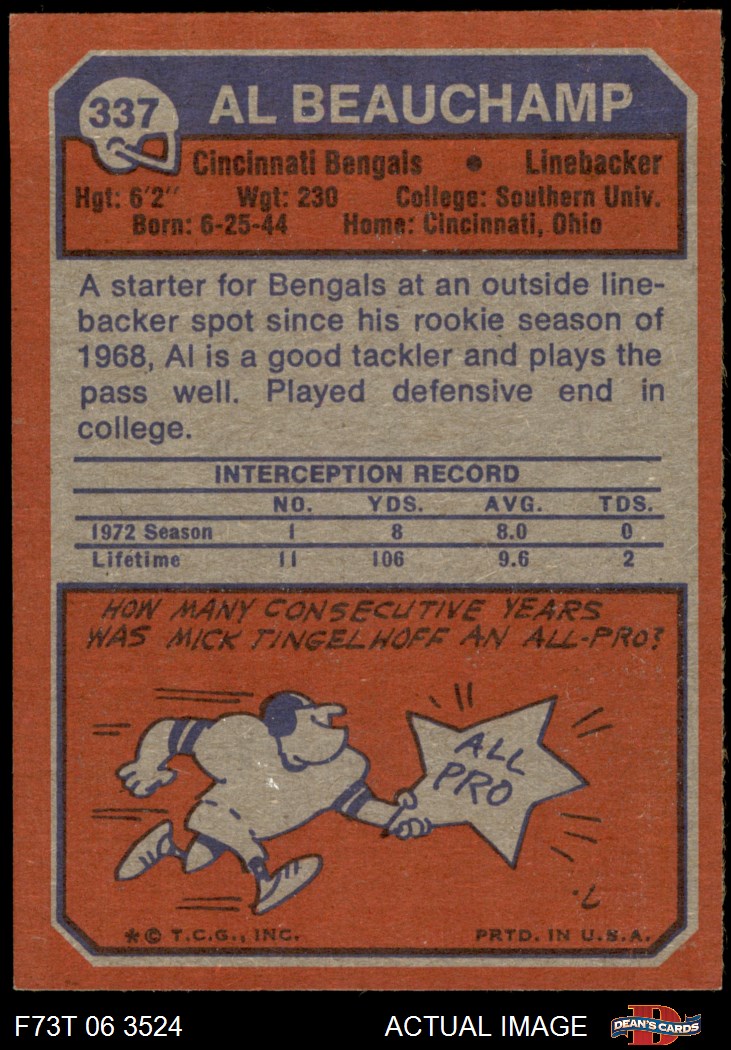 337
AL BEAUCHAMP
Cincinnati Bengals • Linebacker
Hgt: 6'2" Wgt: 230 College: Southern Univ.
Born: 6-25-44 Home: Cincinnati, Ohio
A starter for Bengals at an outside line-
backer spot since his rookie season of
1968, Al is a good tackler and plays the
pass well. Played defensive end in
college.
INTERCEPTION RECORD
NO. YDS. AVG. TDS.
1972 Season 1 8 8.0 0
Lifetime 11 106 9.6 2
HOW MANY CONSECUTIVE YEARS
WAS MICK TINGELHOFF AN ALL-PRO?
ALL
PRO
7.
*© T.C.G., INC. PRTD. IN U.S.A.
F73T 06 3524 ACTUAL IMAGE
D
DEAN'S CARDS